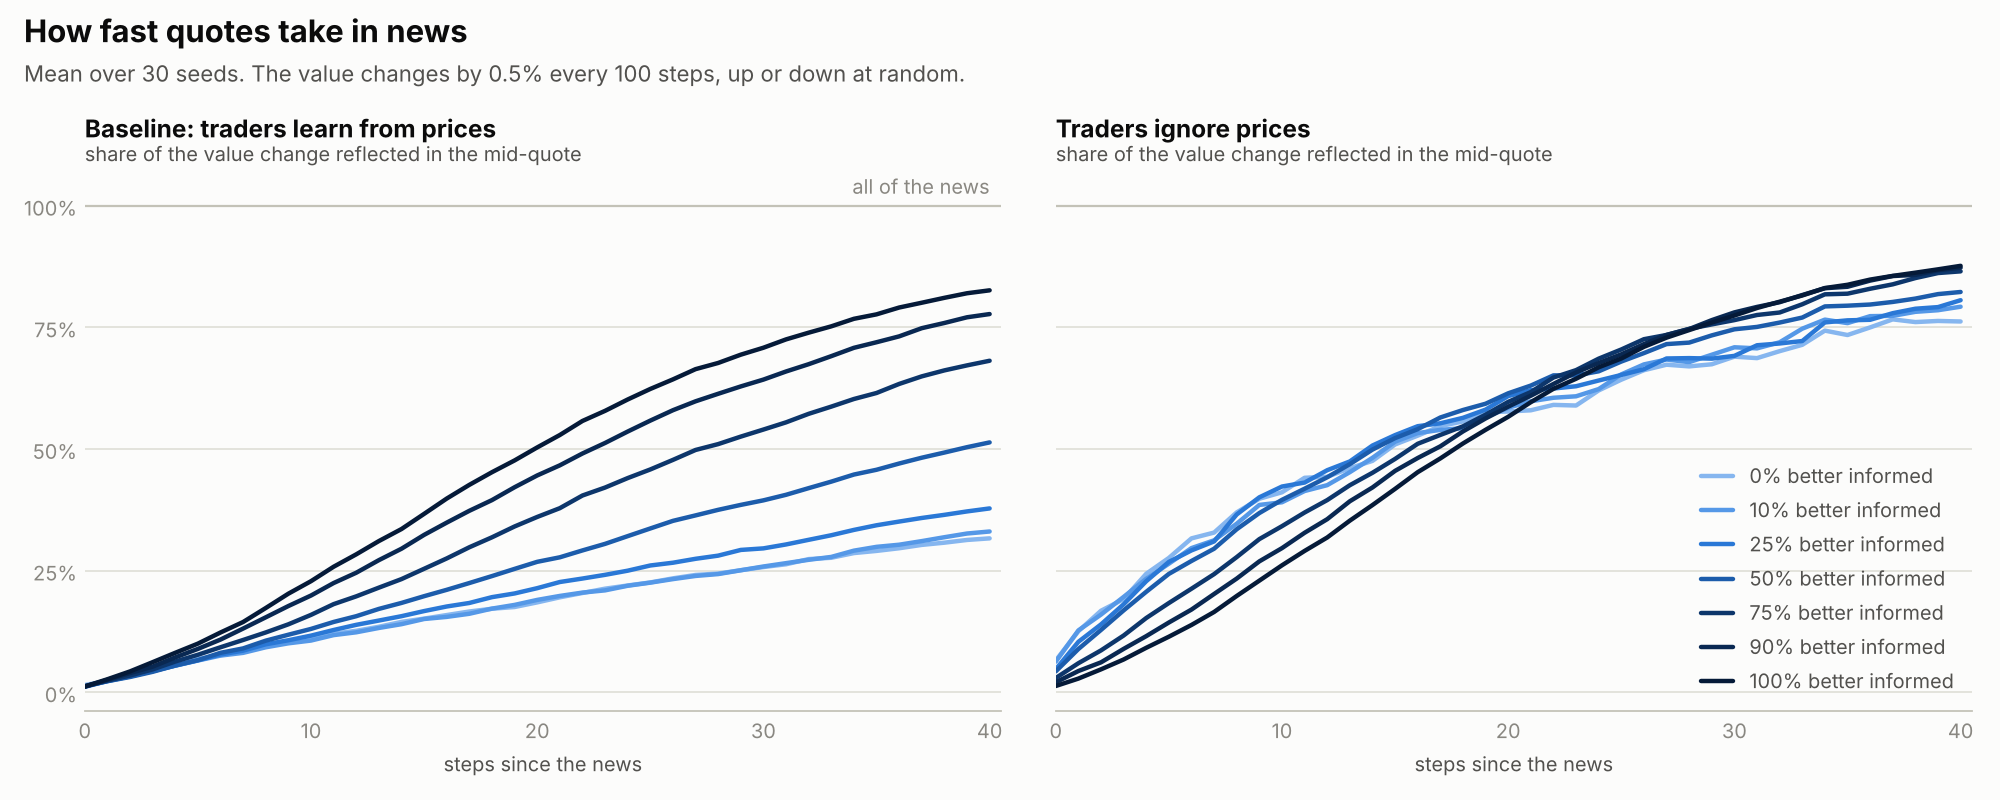 How fast quotes take in news
Mean over 30 seeds. The value changes by 0.5% every 100 steps, up or down at random.
Baseline: traders learn from prices
share of the value change reflected in the mid-quote
all of the news
100%
75%
50%
25%
0%
0 10 20 30 40
steps since the news
Traders ignore prices
share of the value change reflected in the mid-quote
0% better informed
10% better informed
25% better informed
50% better informed
75% better informed
90% better informed
100% better informed
0 10 20 30 40
steps since the news